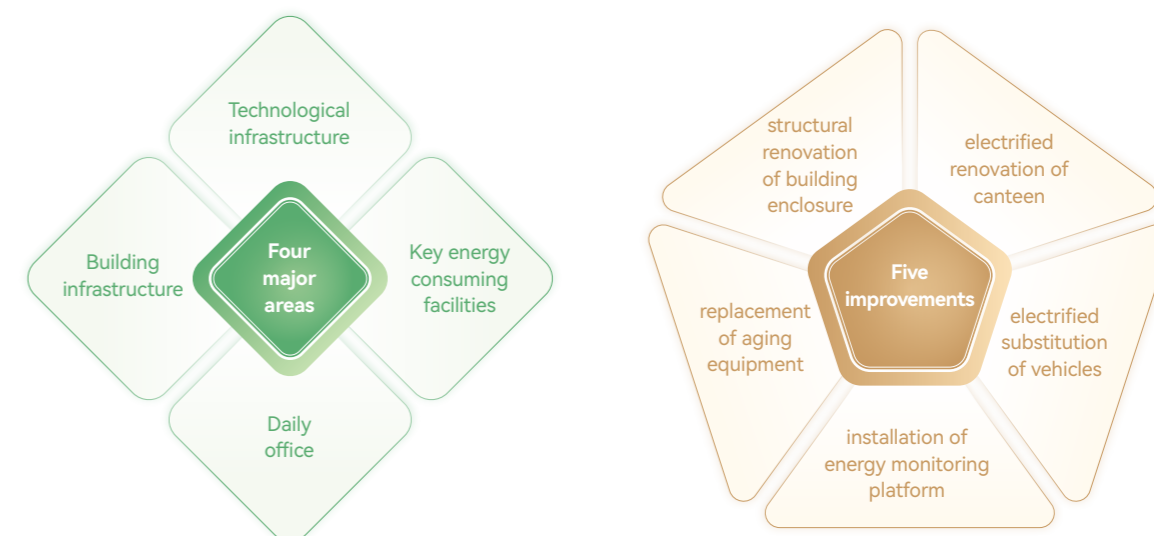 Technological
infrastructure
Building
infrastructure
Four
major
areas
Key energy
consuming
facilities
Daily
office
structural
renovation
of building
enclosure
electrified
renovation of
canteen
Five
improvements
replacement
of aging
equipment
electrified
substitution
of vehicles
installation of
energy monitoring
platform